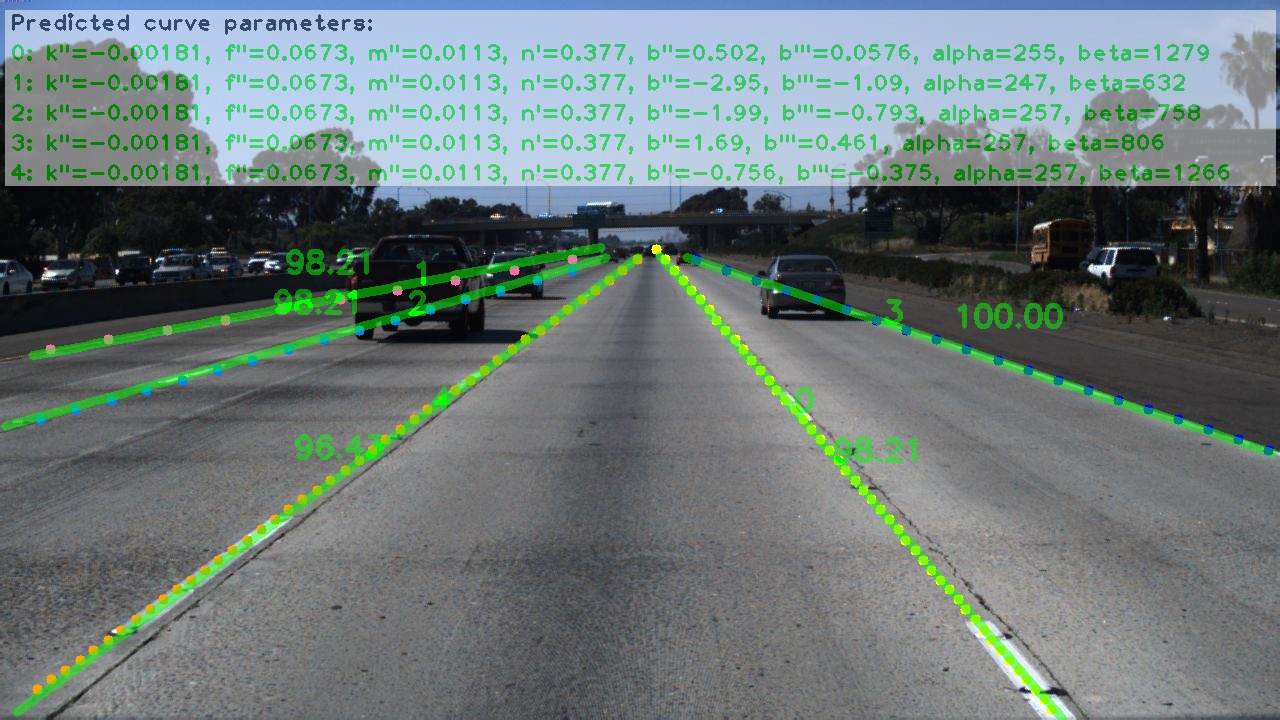 Predicted curve parameters:
0: k''=-0.00181, f''=0.0673, m''=0.0113, n'=0.377, b''=0.502, b'''=0.0576, alpha=255, beta=1279
1: k''=-0.00181, f''=0.0673, m''=0.0113, n'=0.377, b''=-2.95, b'''=-1.09, alpha=247, beta=632
2: k''=-0.00181, f''=0.0673, m''=0.0113, n'=0.377, b''=-1.99, b'''=-0.793, alpha=257, beta=758
3: k''=-0.00181, f''=0.0673, m''=0.0113, n'=0.377, b''=1.69, b'''=0.461, alpha=257, beta=806
4: k''=-0.00181, f''=0.0673, m''=0.0113, n'=0.377, b''=-0.756, b'''=-0.375, alpha=257, beta=1266
98.21 1
98.21 2
3 100.00
4 0
96.43 98.21